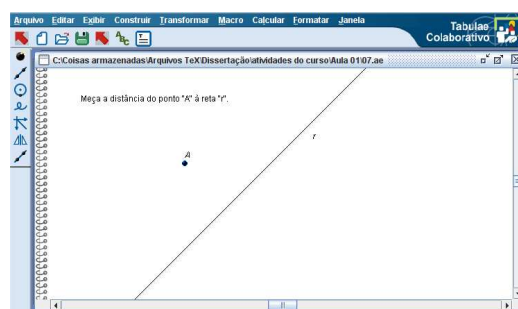 Arquivo Editar Exibir Construir Transformar Macro Calcular Formatar Janela
Tabulae
Colaborativo
C:\Coisas armazenadas\Arquivos TeX\Dissertação\atividades do curso\Aula 01\07.ae
Meça a distância do ponto "A" à reta "r".
A
r